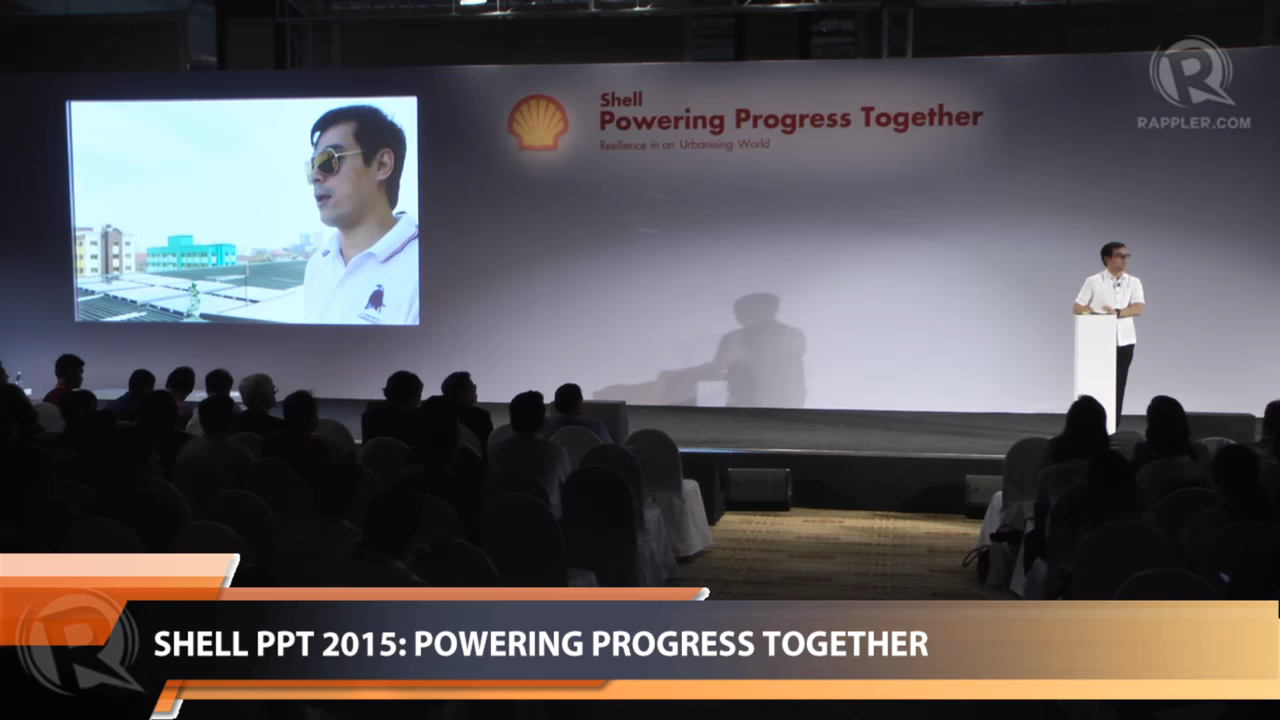 Shell
Powering Progress Together
Resilience in an Urbanising World
R
RAPPLER.COM
R
SHELL PPT 2015: POWERING PROGRESS TOGETHER